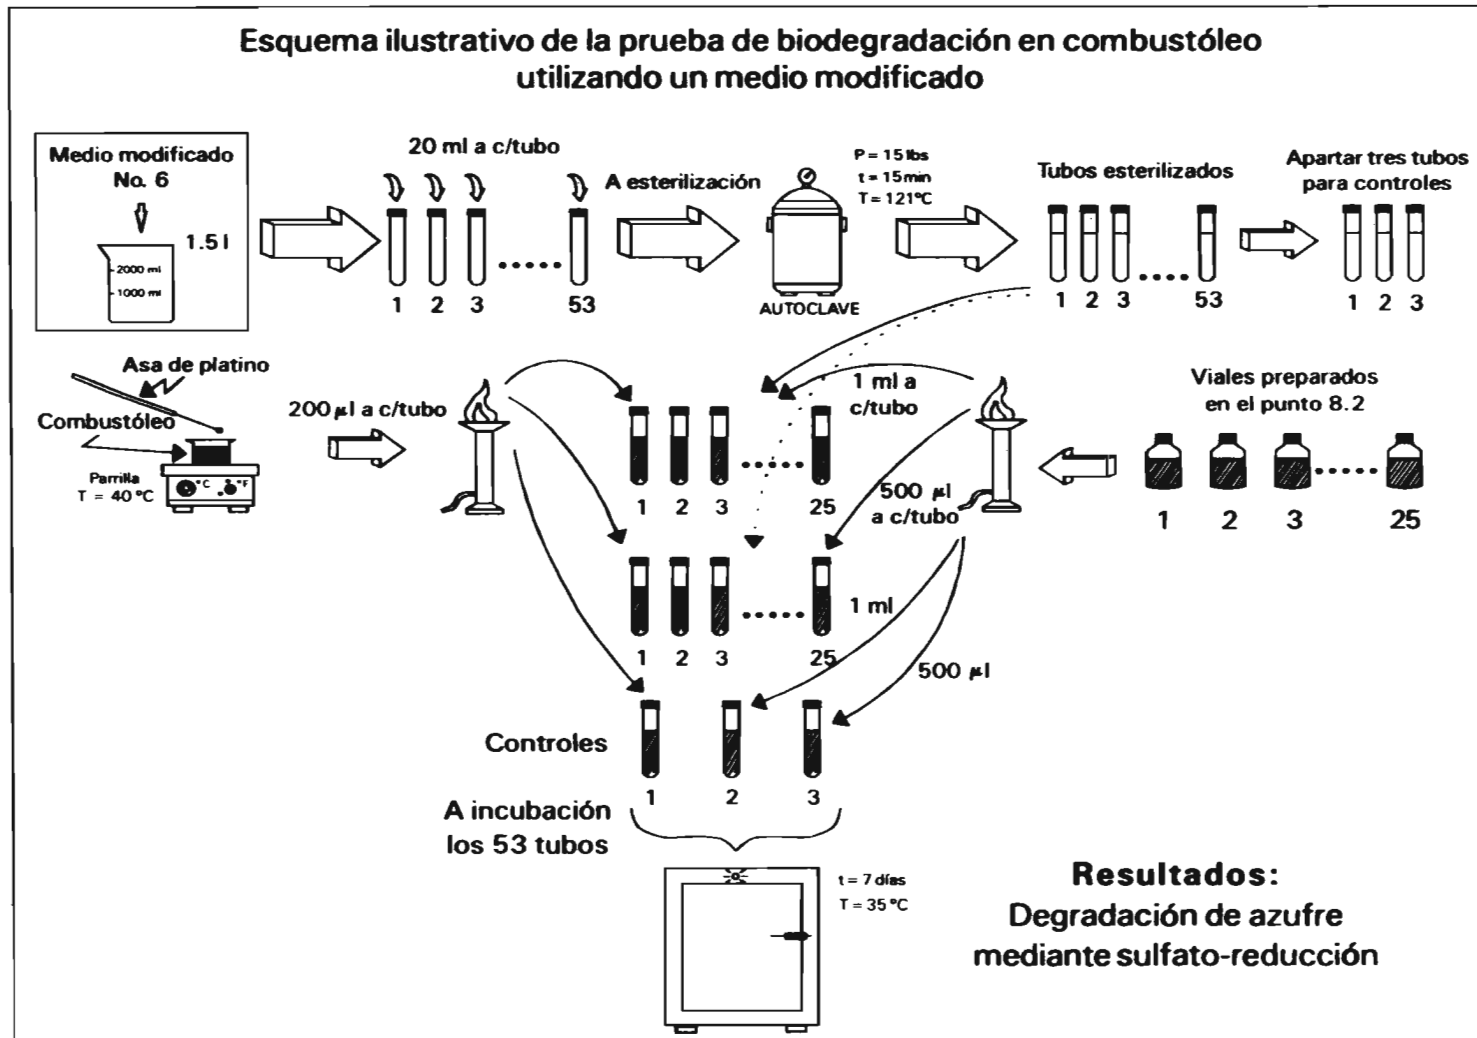 Esquema ilustrativo de la prueba de biodegradación en combustóleo
utilizando un medio modificado
Medio modificado
No. 6
1.5 l
2000 ml
1000 ml
20 ml a c/tubo
1 2 3 53
A esterilización
P = 15 lbs
t = 15 min
T = 121°C
AUTOCLAVE
Tubos esterilizados
1 2 3 53
Apartar tres tubos
para controles
1 2 3
Asa de platino
Combustóleo
Parrilla
T = 40 °C
°C °F
200 µl a c/tubo
1 2 3 25
1 ml a
c/tubo
500 µl
a c/tubo
Viales preparados
en el punto 8.2
1 2 3 25
1 2 3 25
1 ml
500 µl
Controles
1 2 3
A incubación
los 53 tubos
t = 7 días
T = 35 °C
Resultados:
Degradación de azufre
mediante sulfato-reducción